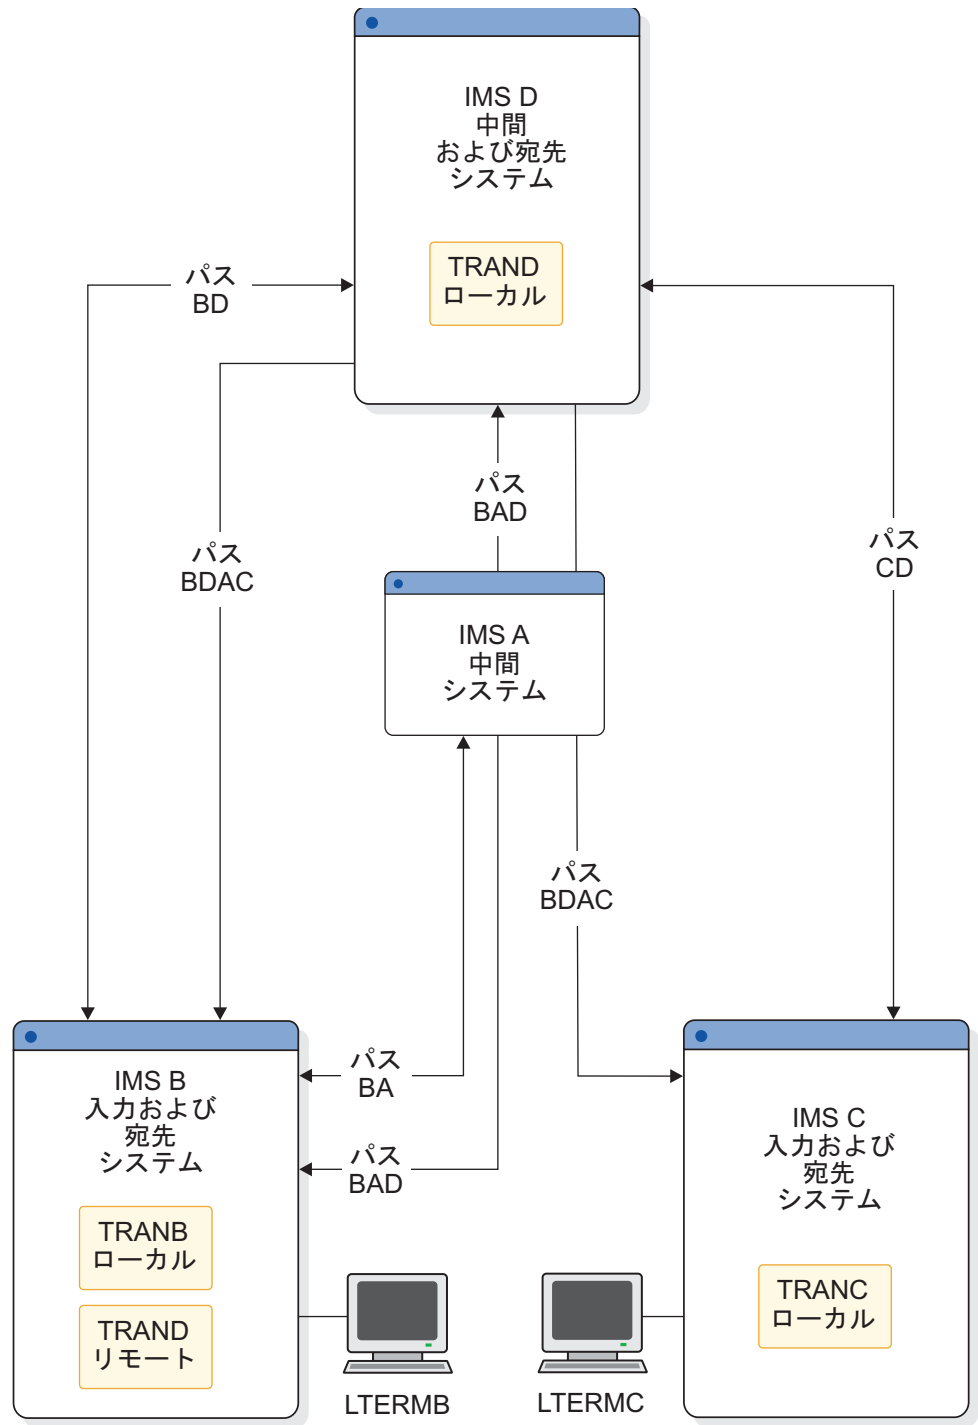 IMS D
中間
および宛先
システム
TRAND
ローカル
パス
BD
パス
BAD
パス
BDAC
パス
CD
IMS A
中間
システム
パス
BDAC
パス
BA
パス
BAD
IMS B
入力および
宛先
システム
TRANB
ローカル
TRAND
リモート
LTERMB
LTERMC
IMS C
入力および
宛先
システム
TRANC
ローカル